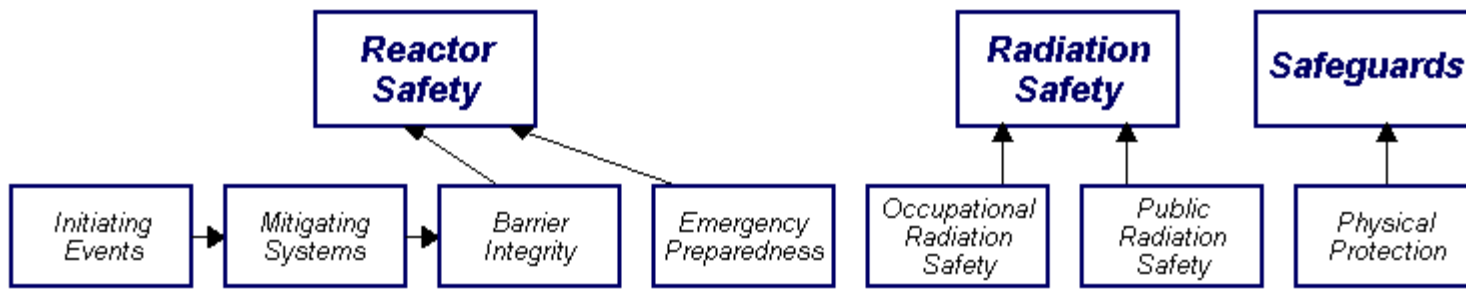 Reactor
Safety
Radiation
Safety
Safeguards
Initiating
Events
Mitigating
Systems
Barrier
Integrity
Emergency
Preparedness
Occupational
Radiation
Safety
Public
Radiation
Safety
Physical
Protection